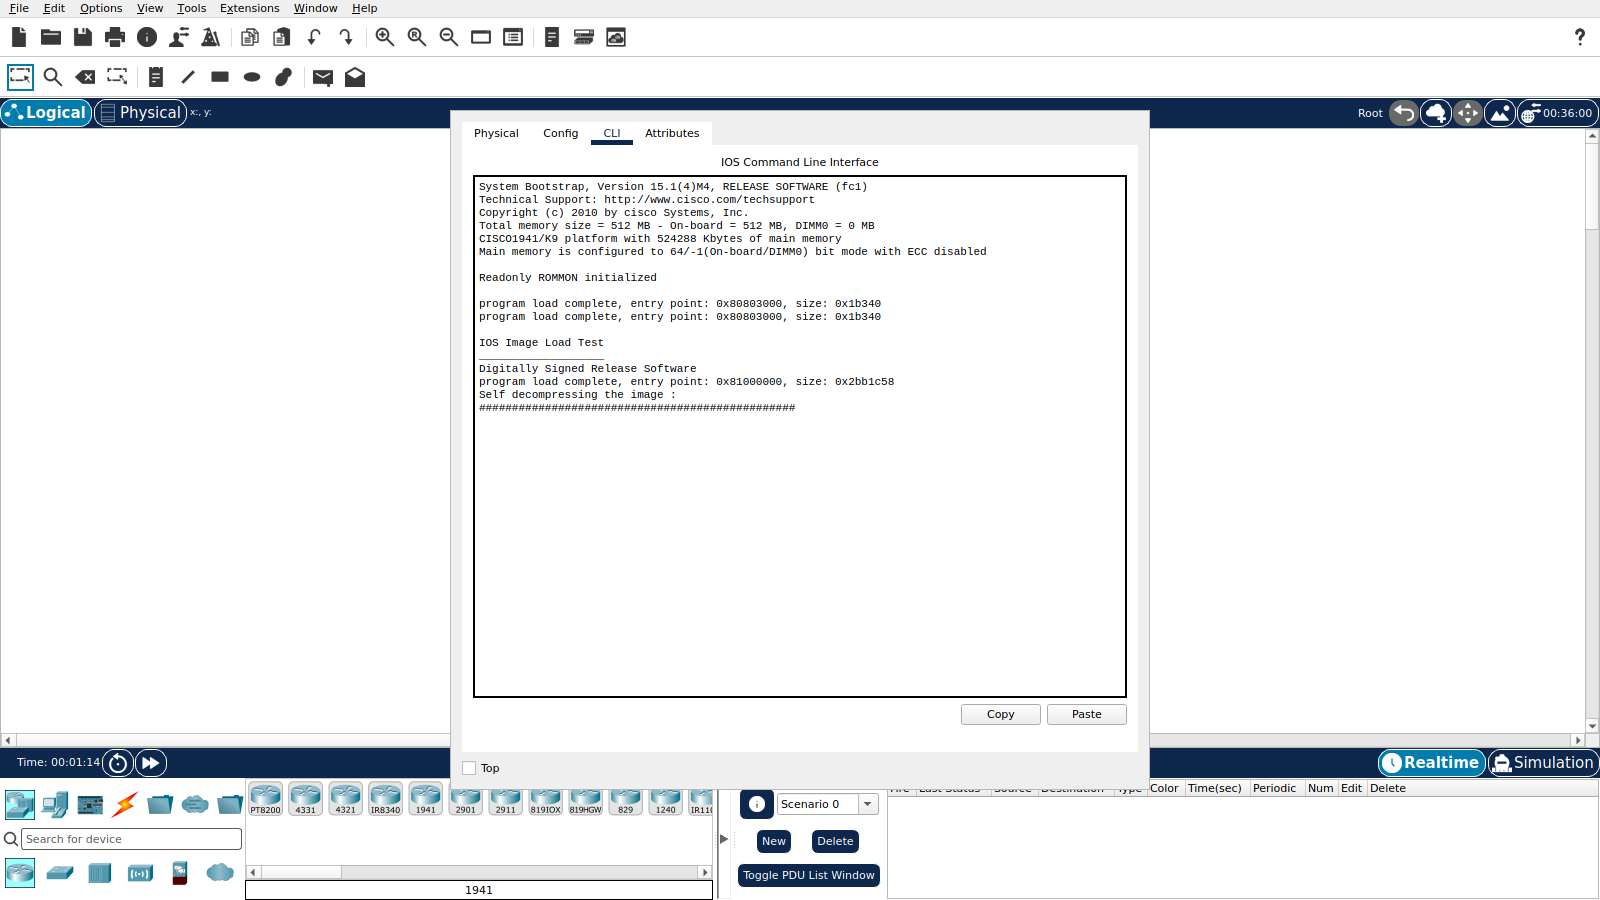 File Edit Options View Tools Extensions Window Help
Logical Physical x:, y: Root 00:36:00
Physical Config CLI Attributes
IOS Command Line Interface
System Bootstrap, Version 15.1(4)M4, RELEASE SOFTWARE (fc1)
Technical Support: http://www.cisco.com/techsupport
Copyright (c) 2010 by cisco Systems, Inc.
Total memory size = 512 MB - On-board = 512 MB, DIMM0 = 0 MB
CISCO1941/K9 platform with 524288 Kbytes of main memory
Main memory is configured to 64/-1(On-board/DIMM0) bit mode with ECC disabled
Readonly ROMMON initialized
program load complete, entry point: 0x80803000, size: 0x1b340
program load complete, entry point: 0x80803000, size: 0x1b340
IOS Image Load Test
___________________
Digitally Signed Release Software
program load complete, entry point: 0x81000000, size: 0x2bb1c58
Self decompressing the image :
################################################
Copy Paste
Top
Time: 00:01:14 Realtime Simulation
PT8200 4331 4321 IR8340 1941 2901 2911 819IOX 819HGW 829 1240
Search for device
1941
Scenario 0
New Delete
Toggle PDU List Window
Fire Last Status Source Destination Type Color Time(sec) Periodic Num Edit Delete